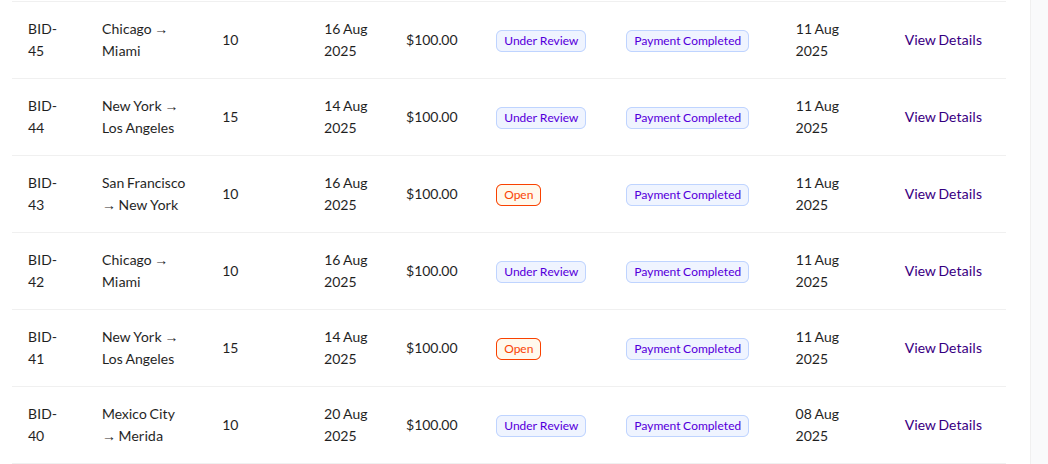 BID-45 Chicago → Miami 10 16 Aug 2025 $100.00 Under Review Payment Completed 11 Aug 2025 View Details
BID-44 New York → Los Angeles 15 14 Aug 2025 $100.00 Under Review Payment Completed 11 Aug 2025 View Details
BID-43 San Francisco → New York 10 16 Aug 2025 $100.00 Open Payment Completed 11 Aug 2025 View Details
BID-42 Chicago → Miami 10 16 Aug 2025 $100.00 Under Review Payment Completed 11 Aug 2025 View Details
BID-41 New York → Los Angeles 15 14 Aug 2025 $100.00 Open Payment Completed 11 Aug 2025 View Details
BID-40 Mexico City → Merida 10 20 Aug 2025 $100.00 Under Review Payment Completed 08 Aug 2025 View Details